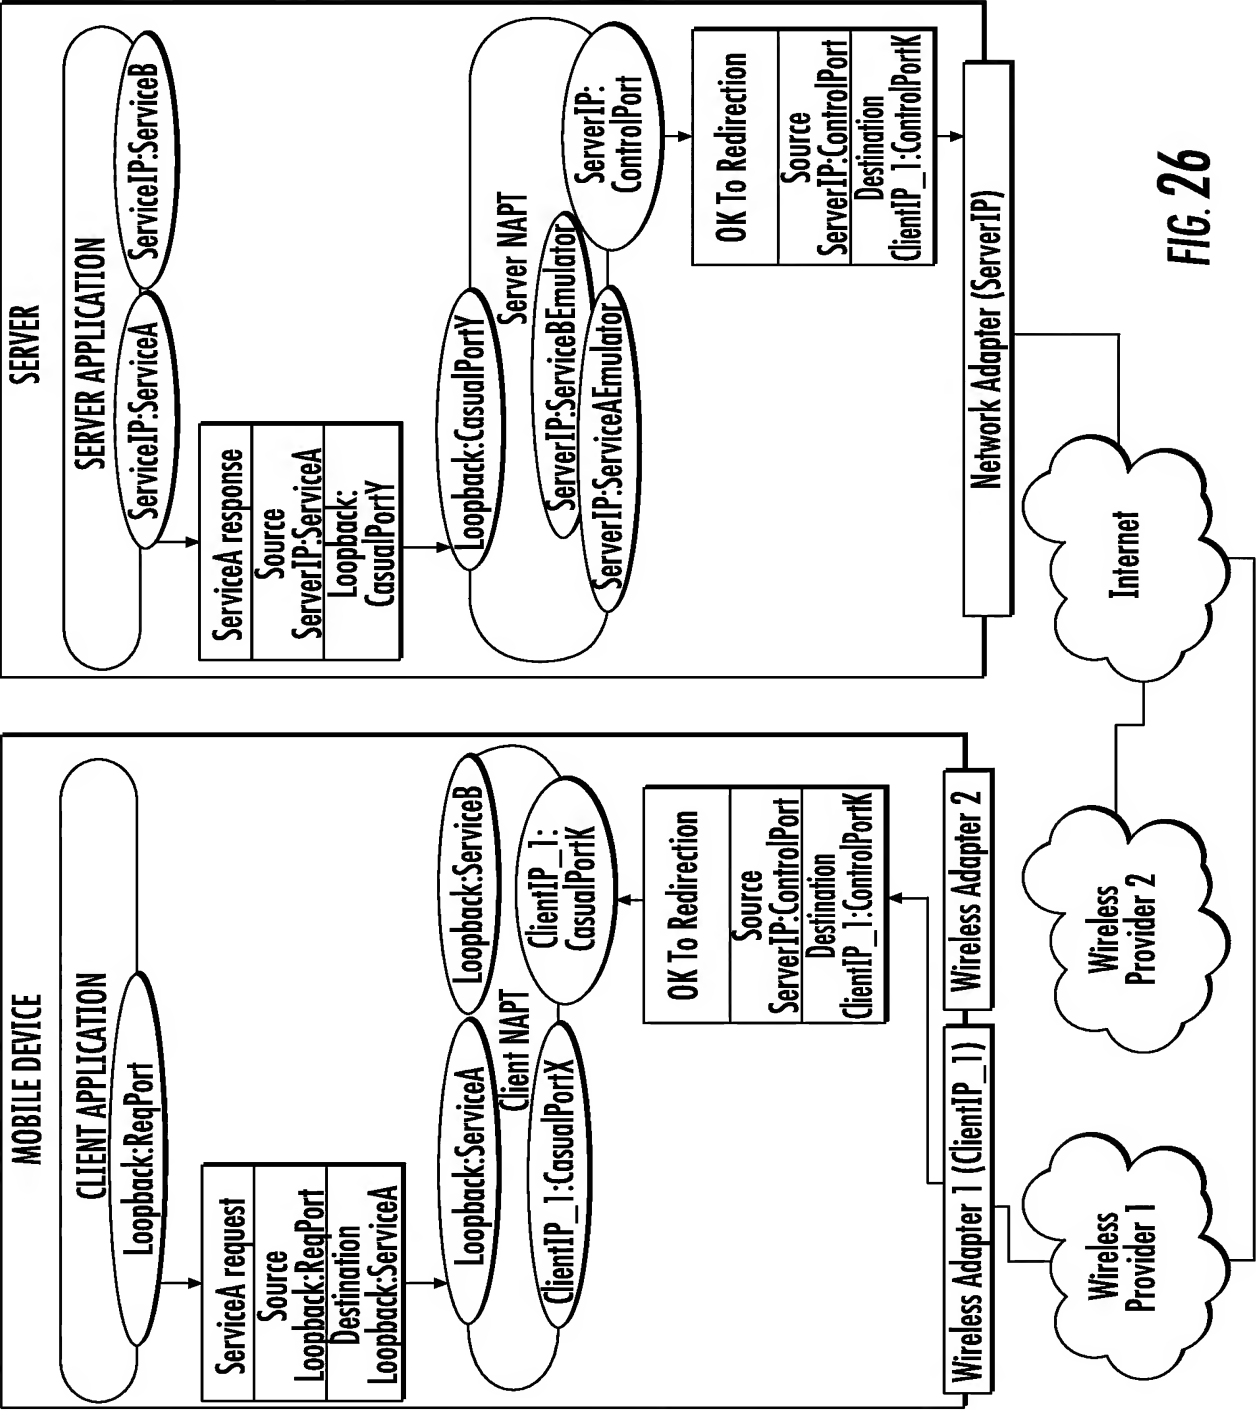 MOBILE DEVICE
CLIENT APPLICATION
Loopback:ReqPort
ServiceA request
Source
Loopback:ReqPort
Destination
Loopback:ServiceA
Loopback:ServiceA
Loopback:ServiceB
Client NAPT
ClientIP_1:CasualPortX
ClientIP_1:
CasualPortK
OK To Redirection
Source
ServerIP:ControlPort
Destination
ClientIP_1:ControlPortK
Wireless Adapter 1 (ClientIP_1)
Wireless Adapter 2
Wireless
Provider 1
Wireless
Provider 2
SERVER
SERVER APPLICATION
ServiceIP:ServiceA
ServiceIP:ServiceB
ServiceA response
Source
ServerIP:ServiceA
Loopback:
CasualPortY
Loopback:CasualPortY
Server NAPT
ServerIP:ServiceBEmulator
ServerIP:ServiceAEmulator
ServerIP:
ControlPort
OK To Redirection
Source
ServerIP:ControlPort
Destination
ClientIP_1:ControlPortK
Network Adapter (ServerIP)
Internet
FIG. 26